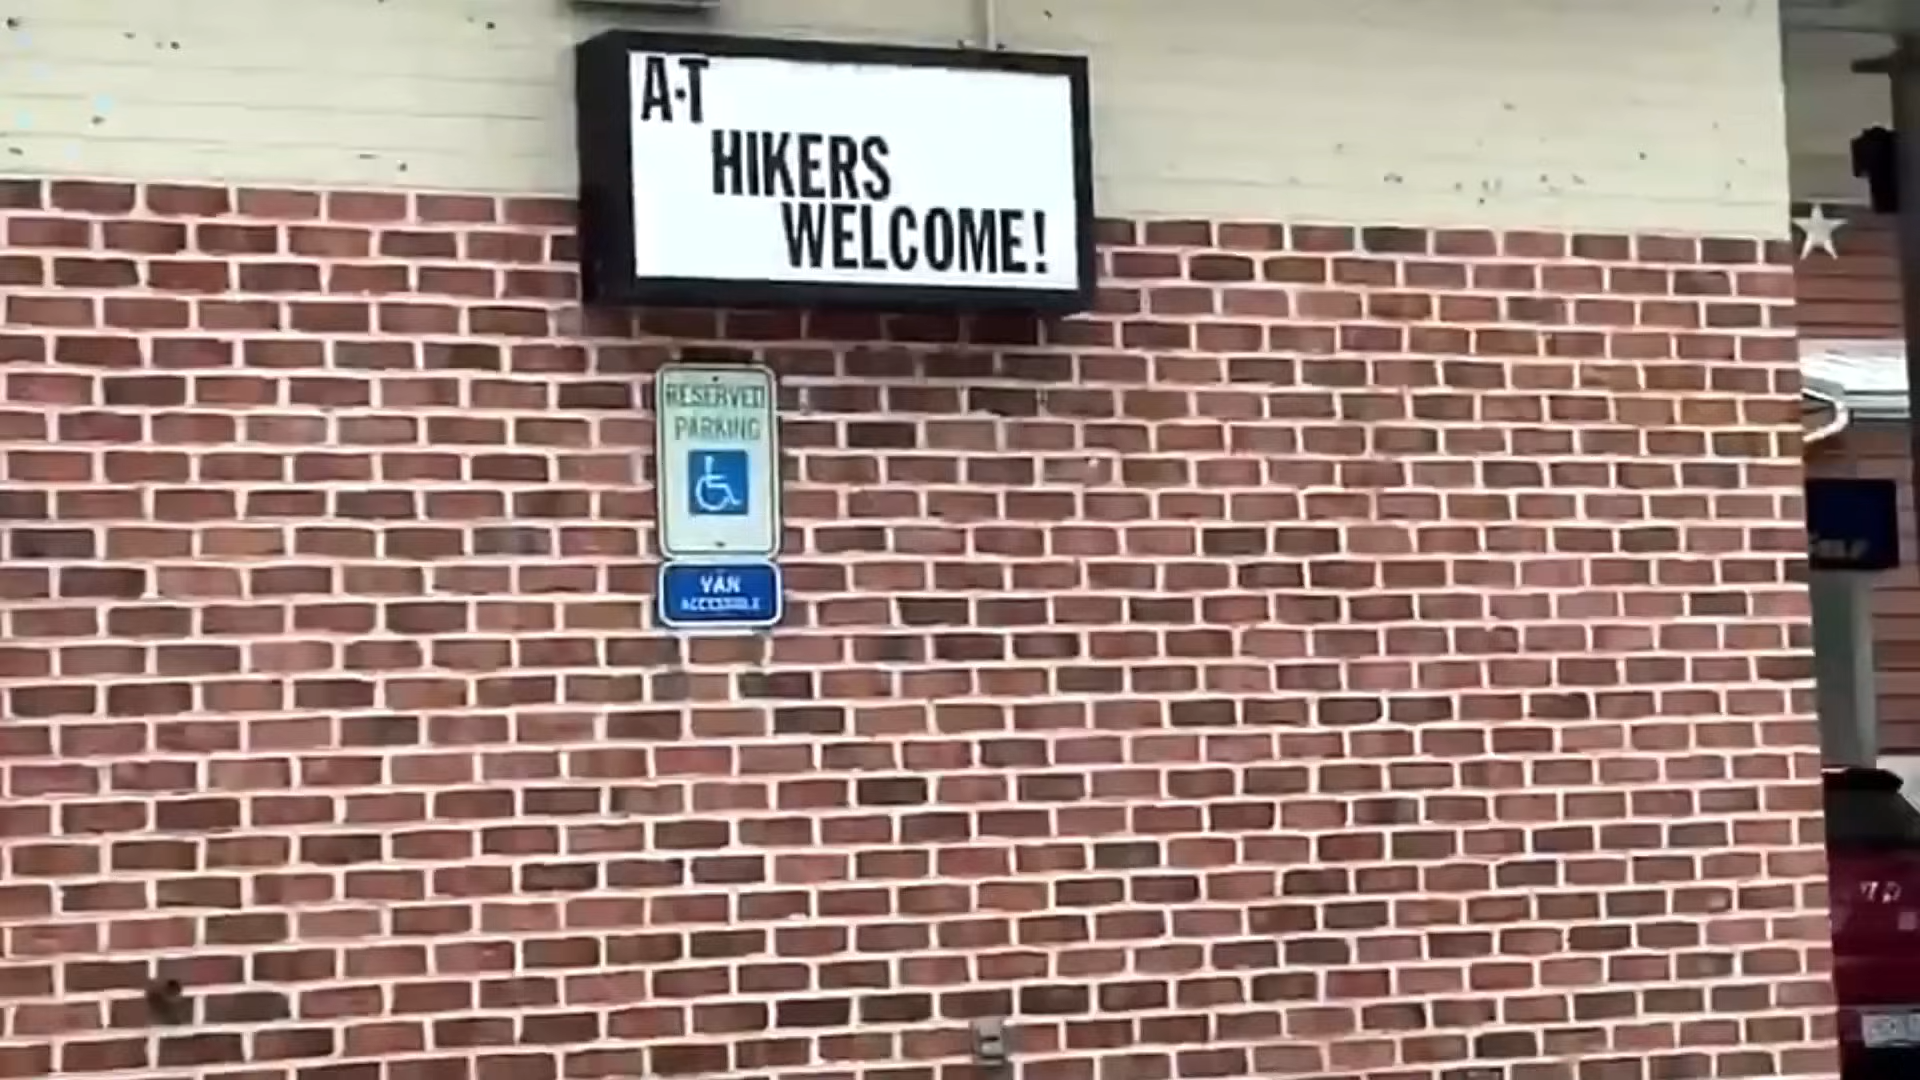 A·T
HIKERS
WELCOME!
RESERVED
PARKING
VAN
ACCESSIBLE